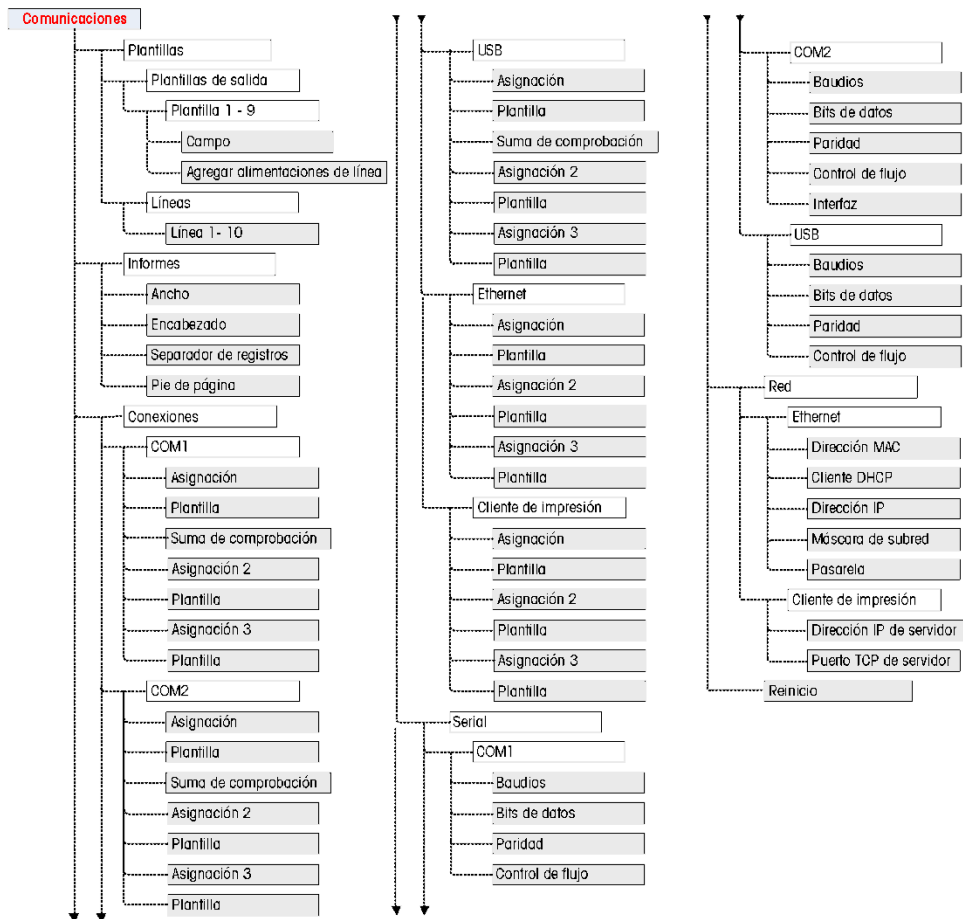 Comunicaciones
Plantillas
Plantillas de salida
Plantilla 1 - 9
Campo
Agregar alimentaciones de línea
Líneas
Línea 1- 10
Informes
Ancho
Encabezado
Separador de registros
Pie de página
Conexiones
COM1
Asignación
Plantilla
Suma de comprobación
Asignación 2
Plantilla
Asignación 3
Plantilla
COM2
Asignación
Plantilla
Suma de comprobación
Asignación 2
Plantilla
Asignación 3
Plantilla
USB
Asignación
Plantilla
Suma de comprobación
Asignación 2
Plantilla
Asignación 3
Plantilla
Ethernet
Asignación
Plantilla
Asignación 2
Plantilla
Asignación 3
Plantilla
Cliente de impresión
Asignación
Plantilla
Asignación 2
Plantilla
Asignación 3
Plantilla
Serial
COM1
Baudios
Bits de datos
Paridad
Control de flujo
COM2
Baudios
Bits de datos
Paridad
Control de flujo
Interfaz
USB
Baudios
Bits de datos
Paridad
Control de flujo
Red
Ethernet
Dirección MAC
Cliente DHCP
Dirección IP
Máscara de subred
Pasarela
Cliente de impresión
Dirección IP de servidor
Puerto TCP de servidor
Reinicio